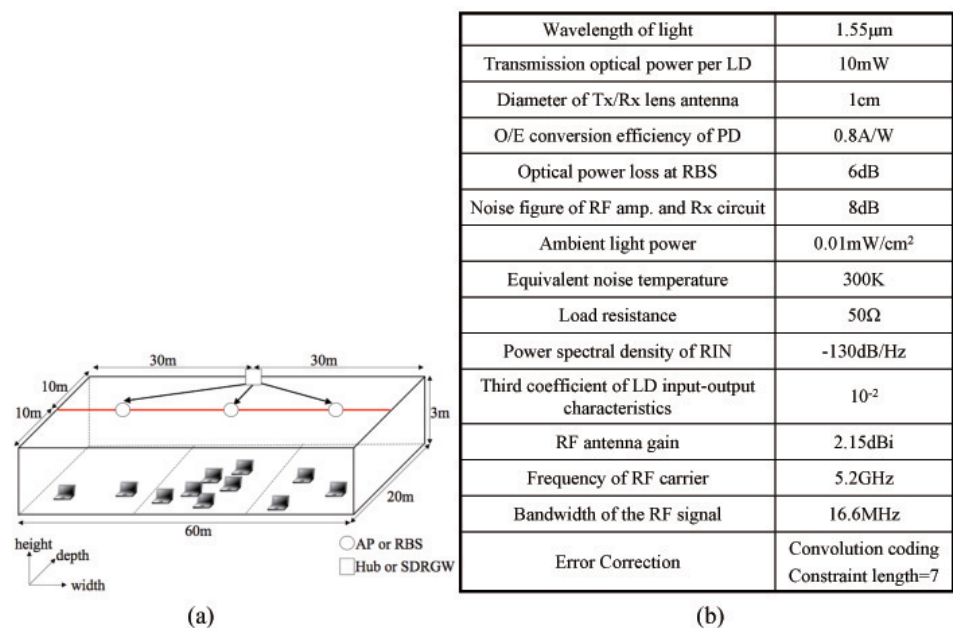 30m
30m
10m
10m
3m
20m
60m
height
depth
width
AP or RBS
Hub or SDRGW
(a)
Wavelength of light 1.55μm
Transmission optical power per LD 10mW
Diameter of Tx/Rx lens antenna 1cm
O/E conversion efficiency of PD 0.8A/W
Optical power loss at RBS 6dB
Noise figure of RF amp. and Rx circuit 8dB
Ambient light power 0.01mW/cm²
Equivalent noise temperature 300K
Load resistance 50Ω
Power spectral density of RIN -130dB/Hz
Third coefficient of LD input-output
characteristics 10⁻²
RF antenna gain 2.15dBi
Frequency of RF carrier 5.2GHz
Bandwidth of the RF signal 16.6MHz
Error Correction Convolution coding
Constraint length=7
(b)